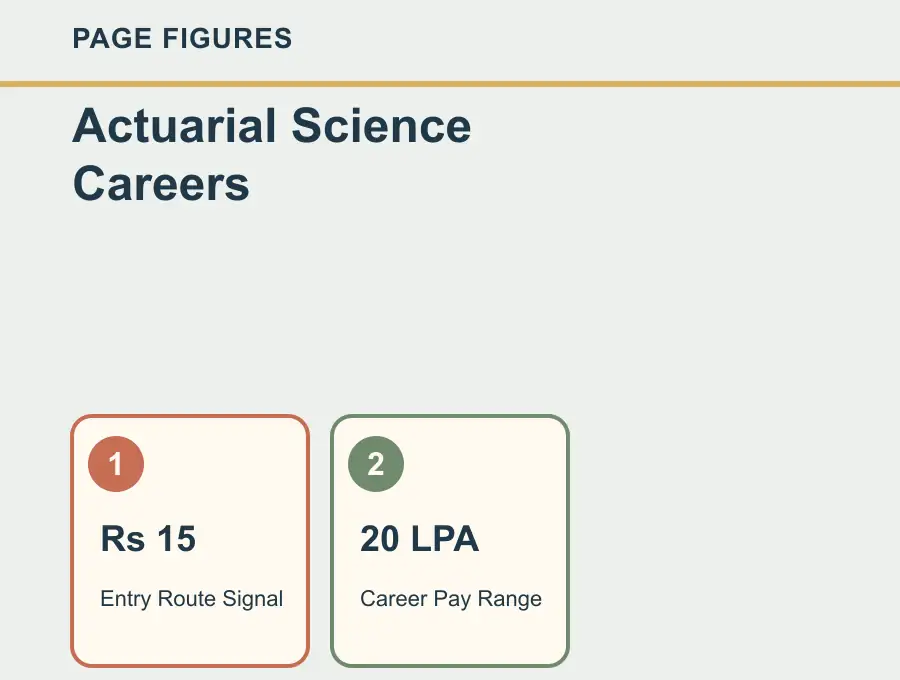 PAGE FIGURES
Actuarial Science
Careers
1
Rs 15
Entry Route Signal
2
20 LPA
Career Pay Range